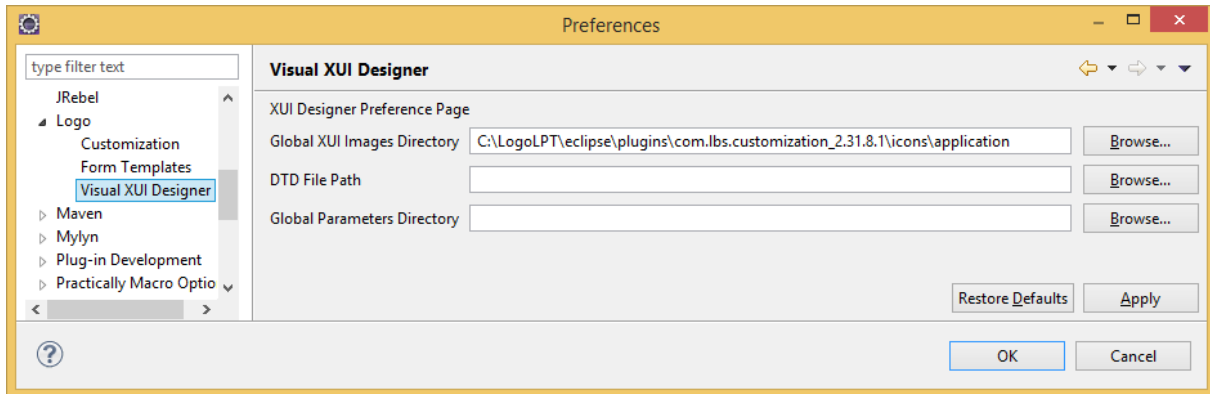 Preferences
type filter text
JRebel
Logo
Customization
Form Templates
Visual XUI Designer
Maven
Mylyn
Plug-in Development
Practically Macro Optio
Visual XUI Designer
XUI Designer Preference Page
Global XUI Images Directory C:\LogoLPT\eclipse\plugins\com.lbs.customization_2.31.8.1\icons\application Browse...
DTD File Path Browse...
Global Parameters Directory Browse...
Restore Defaults Apply
OK Cancel